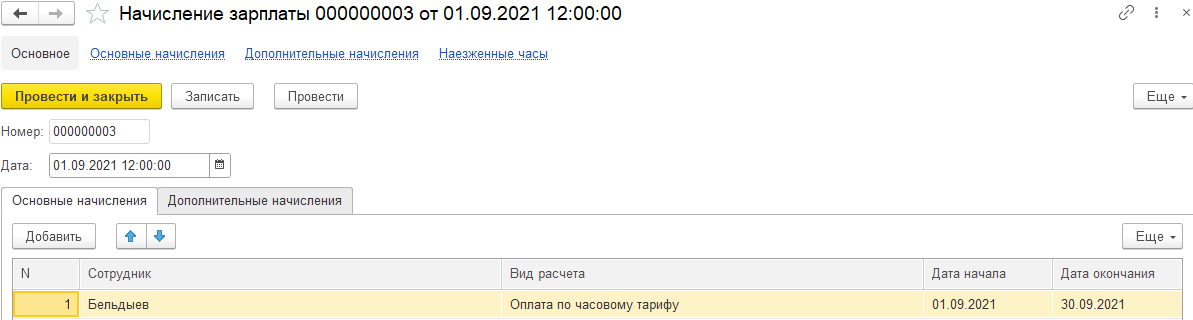 Начисление зарплаты 000000003 от 01.09.2021 12:00:00
Основное Основные начисления Дополнительные начисления Наезженные часы
Провести и закрыть Записать Провести Еще
Номер: 000000003
Дата: 01.09.2021 12:00:00
Основные начисления Дополнительные начисления
Добавить Еще
N Сотрудник Вид расчета Дата начала Дата окончания
1 Бельдыев Оплата по часовому тарифу 01.09.2021 30.09.2021